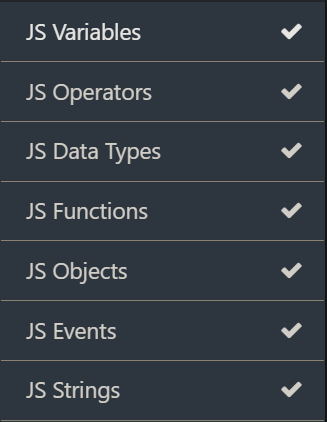 JS Variables
JS Operators
JS Data Types
JS Functions
JS Objects
JS Events
JS Strings